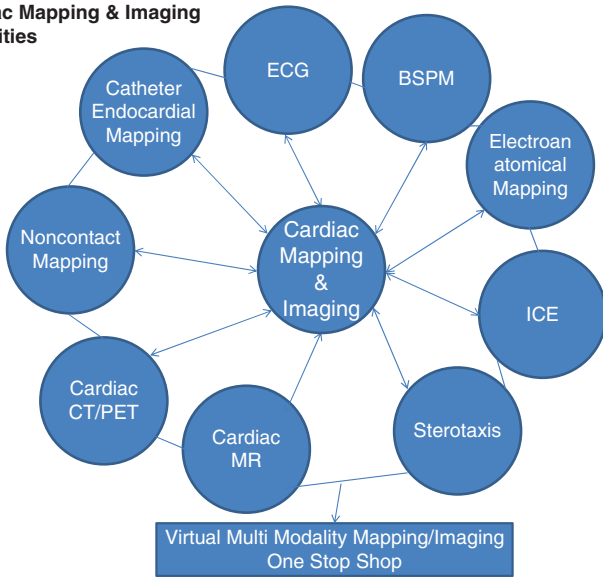 ac Mapping & Imaging
ities
ECG
BSPM
Catheter
Endocardial
Mapping
Electroan
atomical
Mapping
Noncontact
Mapping
Cardiac
Mapping
&
Imaging
ICE
Cardiac
CT/PET
Cardiac
MR
Sterotaxis
Virtual Multi Modality Mapping/Imaging
One Stop Shop